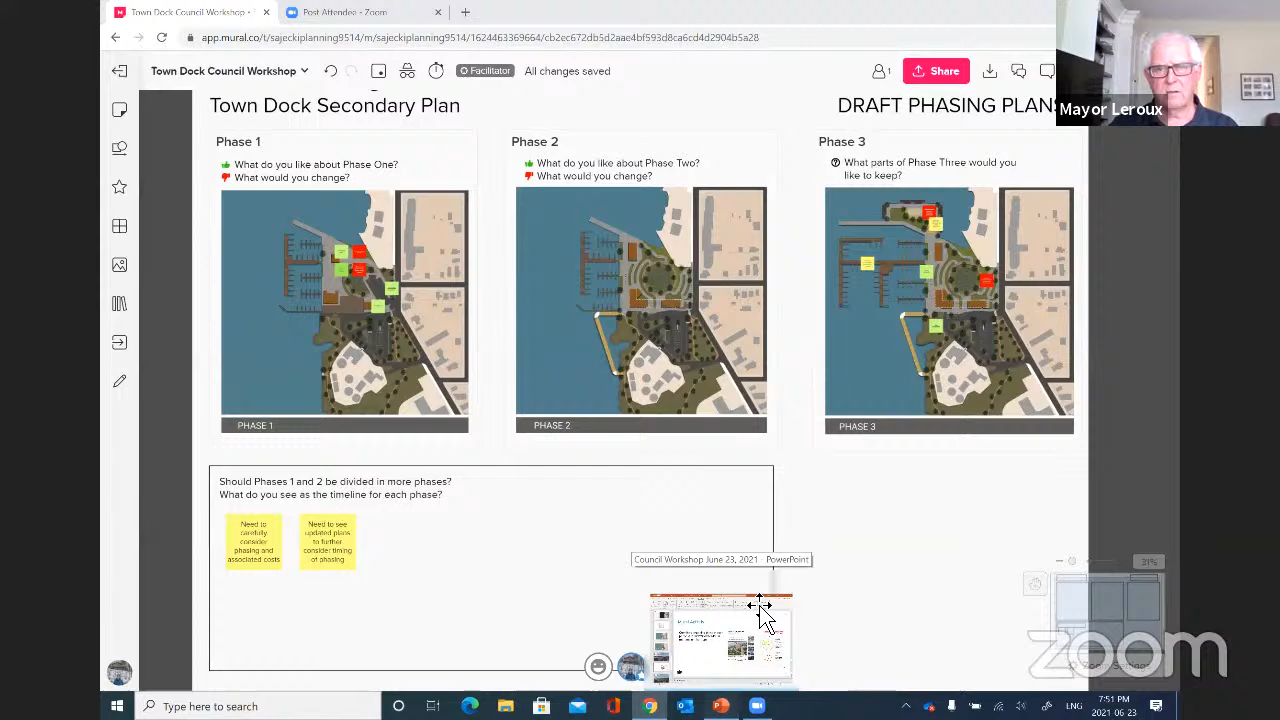 Town Dock Council Workshop ·
Post Attendee - Zoom
app.mural.co/t/sajeckiplanning9514/m/sajeckiplanning9514/1624463369664/cb2ec672db5d2aae4bf593d8ca6cd4d2904b5a28
Town Dock Council Workshop
Facilitator
All changes saved
1
Share
Mayor Leroux
Town Dock Secondary Plan
DRAFT PHASING PLANS
Phase 1
What do you like about Phase One?
What would you change?
PHASE 1
Phase 2
What do you like about Phase Two?
What would you change?
PHASE 2
Phase 3
What parts of Phase Three would you
like to keep?
PHASE 3
Should Phases 1 and 2 be divided in more phases?
What do you see as the timeline for each phase?
Need to
carefully
consider
phasing and
associated costs
Need to see
updated plans
to further
consider timing
of phasing
Council Workshop June 23, 2021 - PowerPoint
31%
zoom
Zoom Settings
Type here to search
ENG
7:51 PM
2021-06-23